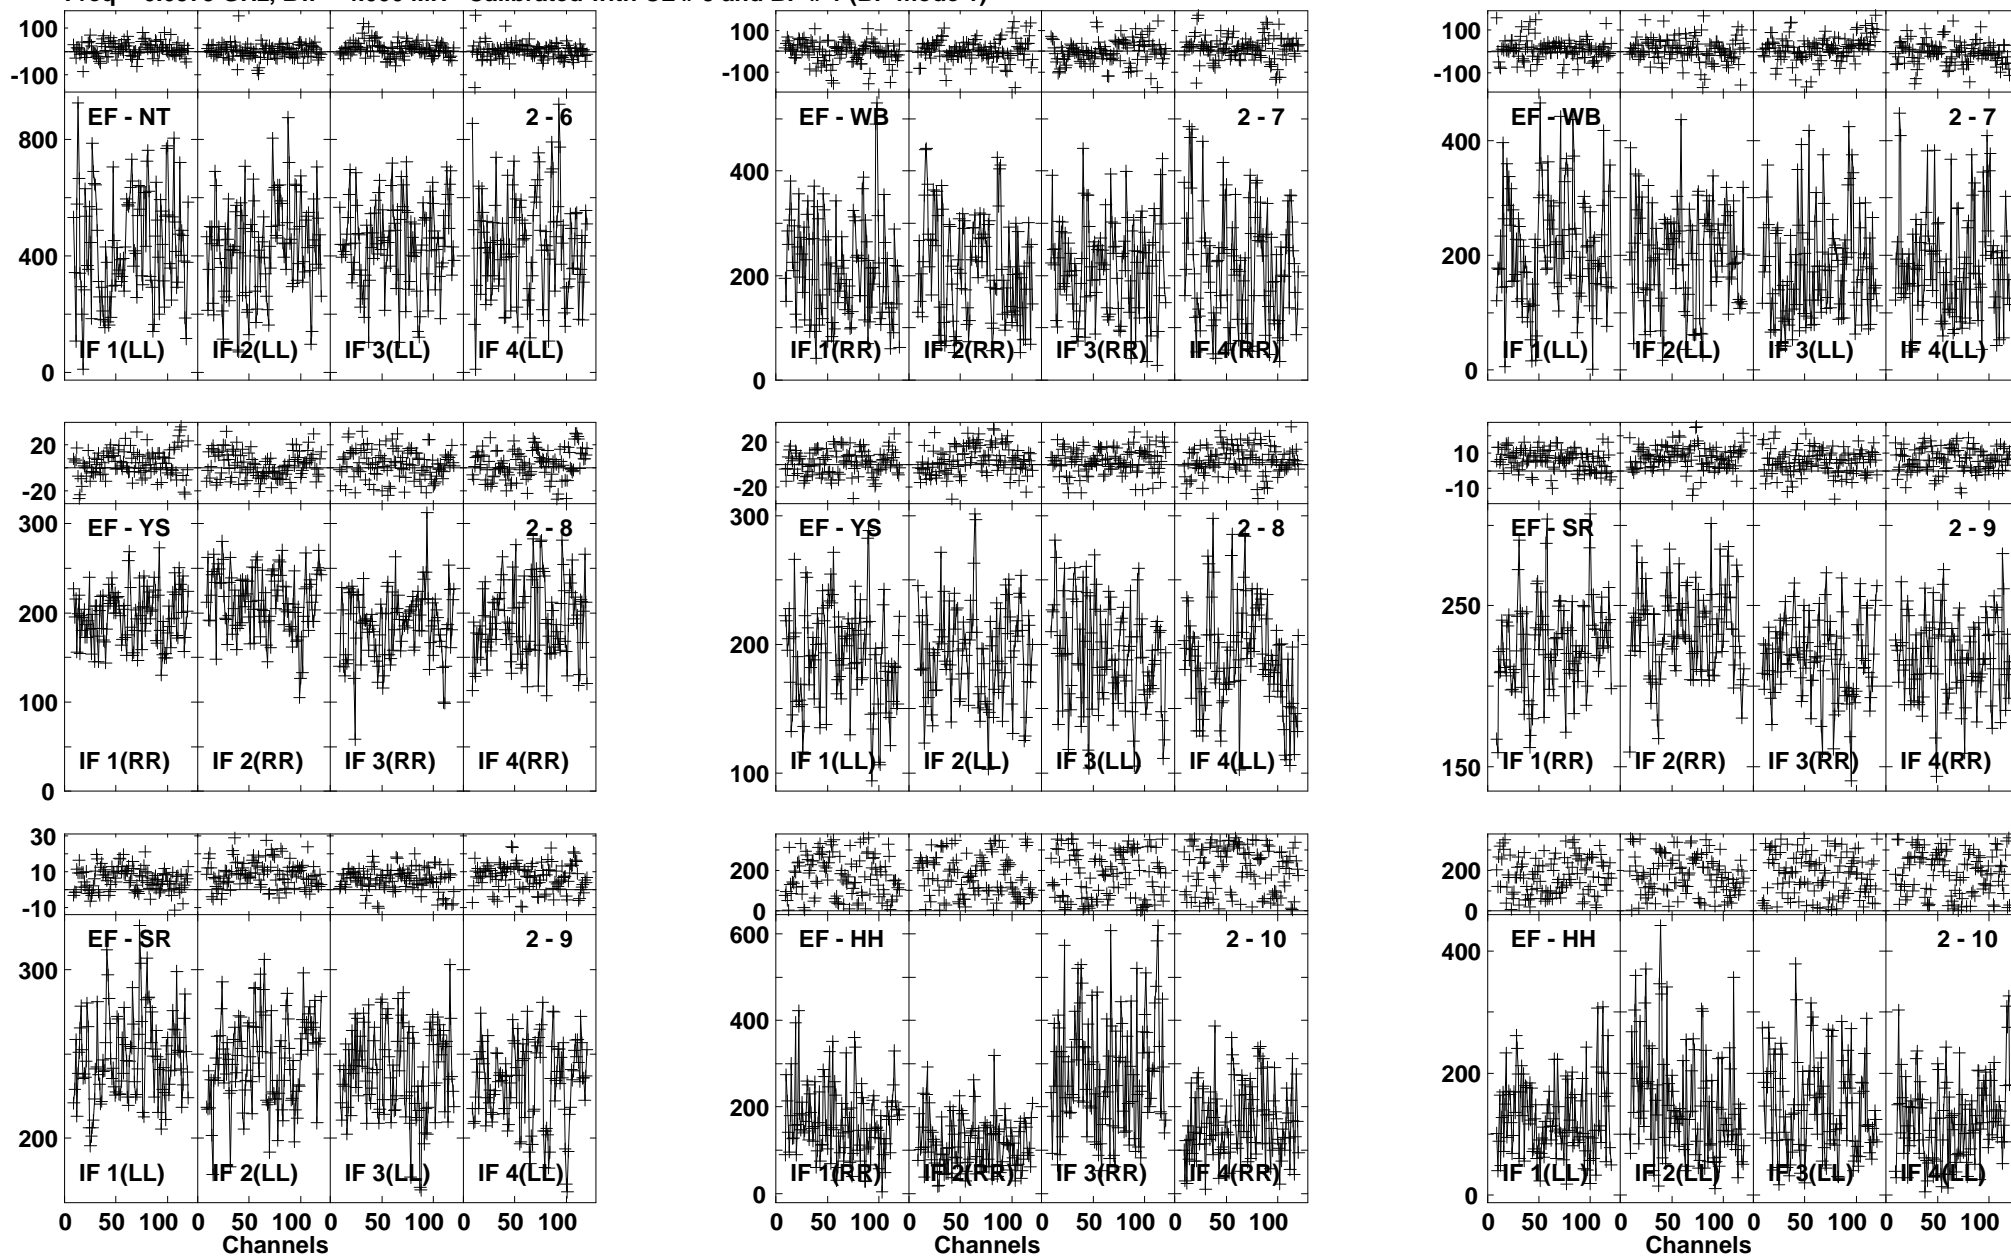 100
-100
EF - NT
2 - 6
800
400
0
IF 1(LL)
IF 2(LL)
IF 3(LL)
IF 4(LL)
100
-100
EF - WB
2 - 7
400
200
0
IF 1(RR)
IF 2(RR)
IF 3(RR)
IF 4(RR)
100
-100
EF - WB
2 - 7
400
200
0
IF 1(LL)
IF 2(LL)
IF 3(LL)
IF 4(LL)
20
-20
EF - YS
2 - 8
300
200
100
0
IF 1(RR)
IF 2(RR)
IF 3(RR)
IF 4(RR)
20
-20
EF - YS
2 - 8
300
200
100
IF 1(LL)
IF 2(LL)
IF 3(LL)
IF 4(LL)
10
-10
EF - SR
2 - 9
250
150
IF 1(RR)
IF 2(RR)
IF 3(RR)
IF 4(RR)
30
10
-10
EF - SR
2 - 9
300
200
IF 1(LL)
IF 2(LL)
IF 3(LL)
IF 4(LL)
0 50 100 0 50 100 0 50 100 0 50 100
Channels
200
0
EF - HH
2 - 10
600
400
200
0
IF 1(RR)
IF 2(RR)
IF 3(RR)
IF 4(RR)
0 50 100 0 50 100 0 50 100 0 50 100
Channels
200
0
EF - HH
2 - 10
400
200
0
IF 1(LL)
IF 2(LL)
IF 3(LL)
IF 4(LL)
0 50 100 0 50 100 0 50 100 0 50 100
Channels